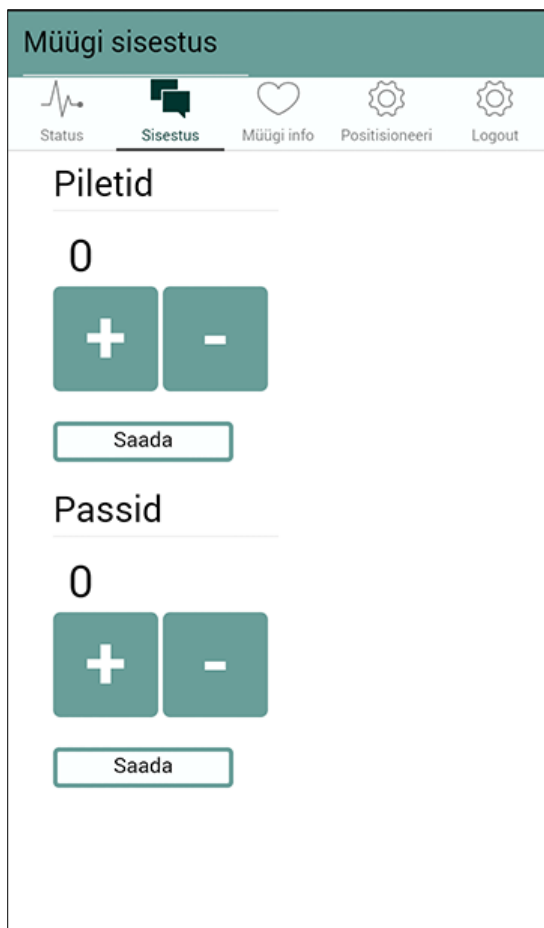 Müügi sisestus
Status Sisestus Müügi info Positisioneeri Logout
Piletid
0
+ -
Saada
Passid
0
+ -
Saada